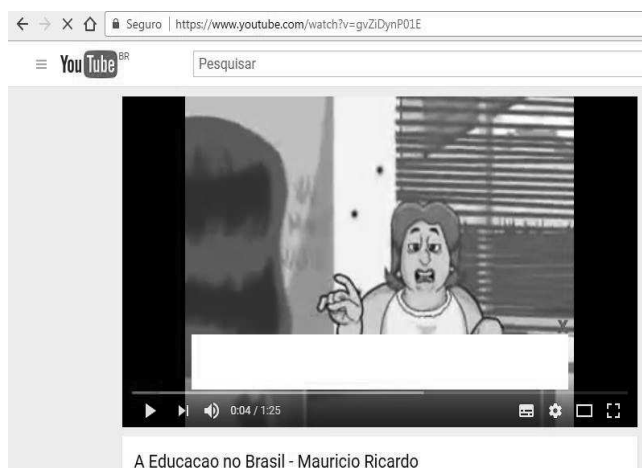 Seguro | https://www.youtube.com/watch?v=gvZiDynP01E
YouTube BR
Pesquisar
0:04 / 1:25
A Educacao no Brasil - Mauricio Ricardo